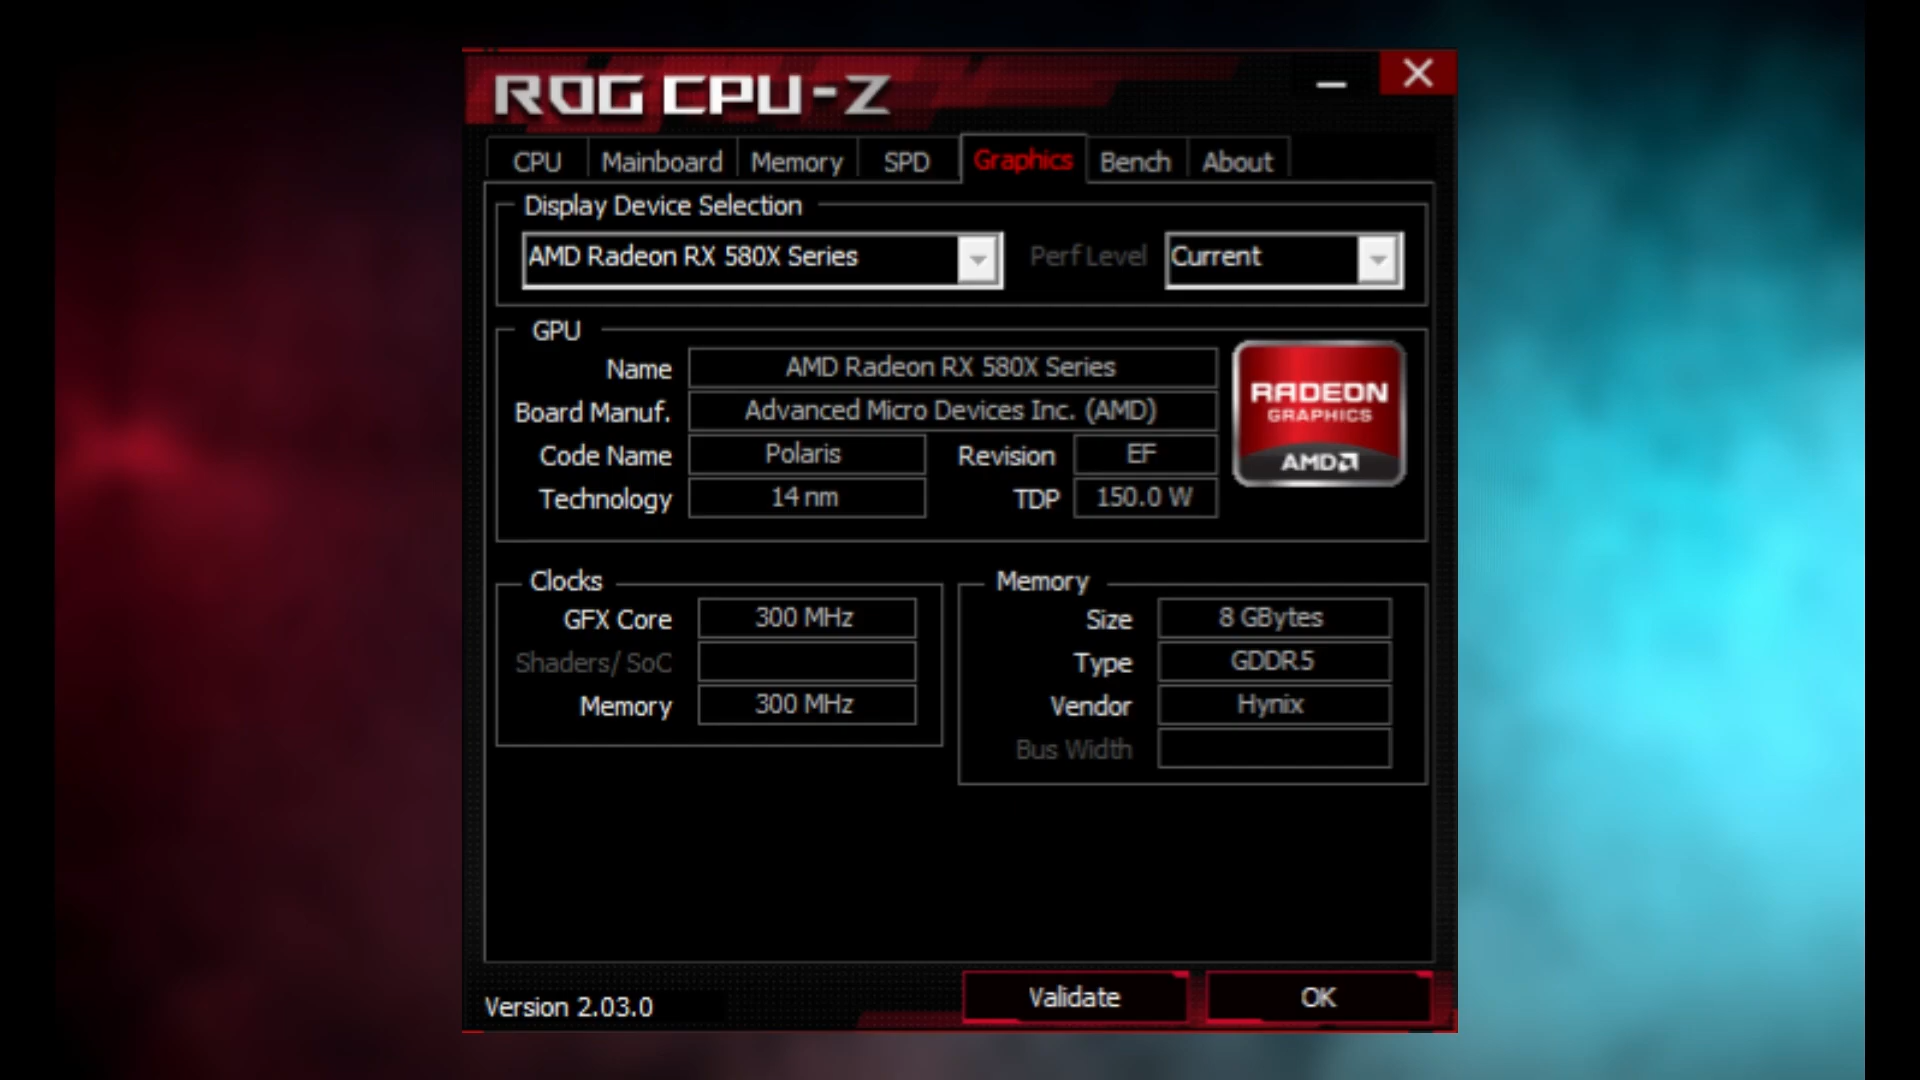 ROG CPU-Z
CPU Mainboard Memory SPD Graphics Bench About
Display Device Selection
AMD Radeon RX 580X Series Perf Level Current
GPU
Name AMD Radeon RX 580X Series
Board Manuf. Advanced Micro Devices Inc. (AMD)
Code Name Polaris Revision EF
Technology 14 nm TDP 150.0 W
RADEON
GRAPHICS
AMD
Clocks
GFX Core 300 MHz
Shaders/ SoC
Memory 300 MHz
Memory
Size 8 GBytes
Type GDDR5
Vendor Hynix
Bus Width
Version 2.03.0 Validate OK